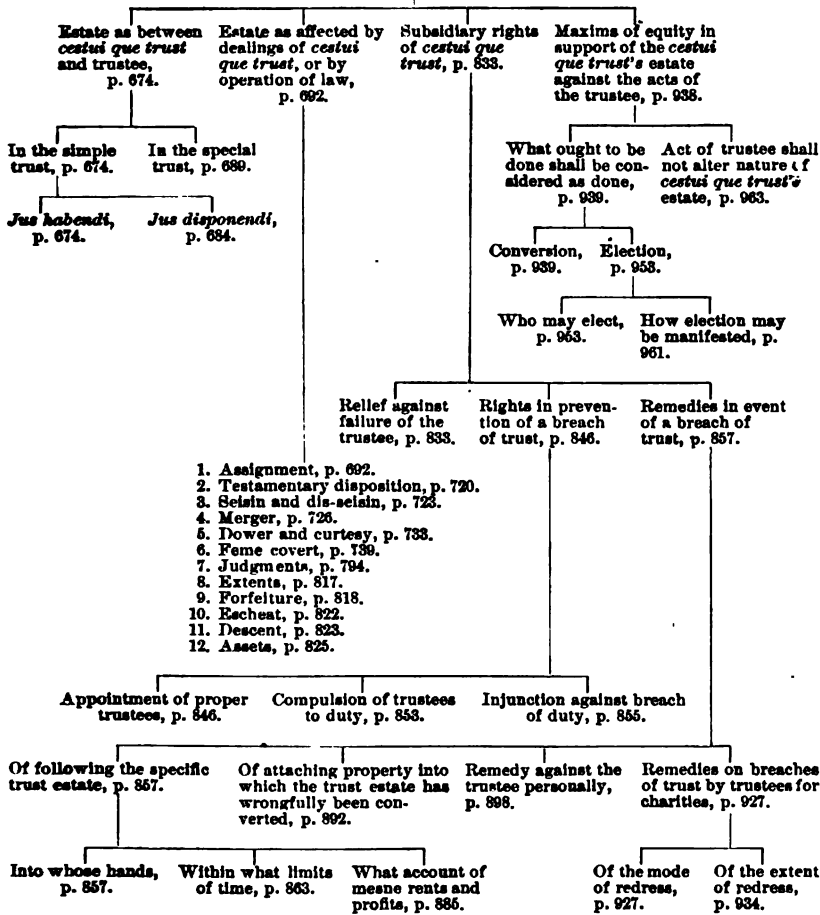 Estate as between
cestui que trust
and trustee,
p. 674.
Estate as affected by
dealings of cestui
que trust, or by
operation of law,
p. 692.
Subsidiary rights
of cestui que
trust, p. 833.
Maxims of equity in
support of the cestui
que trust's estate
against the acts of
the trustee, p. 938.
In the simple
trust, p. 674.
In the special
trust, p. 689.
What ought to be
done shall be con-
sidered as done,
p. 939.
Act of trustee shall
not alter nature of
cestui que trust's
estate, p. 963.
Jus habendi,
p. 674.
Jus disponendi,
p. 684.
Conversion,
p. 939.
Election,
p. 953.
Who may elect,
p. 953.
How election may
be manifested, p.
961.
Relief against
failure of the
trustee, p. 833.
Rights in preven-
tion of a breach
of trust, p. 846.
Remedies in event
of a breach of
trust, p. 857.
1. Assignment, p. 692.
2. Testamentary disposition, p. 720.
3. Seisin and dis-seisin, p. 723.
4. Merger, p. 726.
5. Dower and curtesy, p. 733.
6. Feme covert, p. 739.
7. Judgments, p. 794.
8. Extents, p. 817.
9. Forfeiture, p. 818.
10. Escheat, p. 822.
11. Descent, p. 823.
12. Assets, p. 825.
Appointment of proper
trustees, p. 846.
Compulsion of trustees
to duty, p. 853.
Injunction against breach
of duty, p. 855.
Of following the specific
trust estate, p. 857.
Of attaching property into
which the trust estate has
wrongfully been con-
verted, p. 892.
Remedy against the
trustee personally,
p. 898.
Remedies on breaches
of trust by trustees for
charities, p. 927.
Into whose hands,
p. 857.
Within what limits
of time, p. 863.
What account of
mesne rents and
profits, p. 885.
Of the mode
of redress,
p. 927.
Of the extent
of redress,
p. 934.